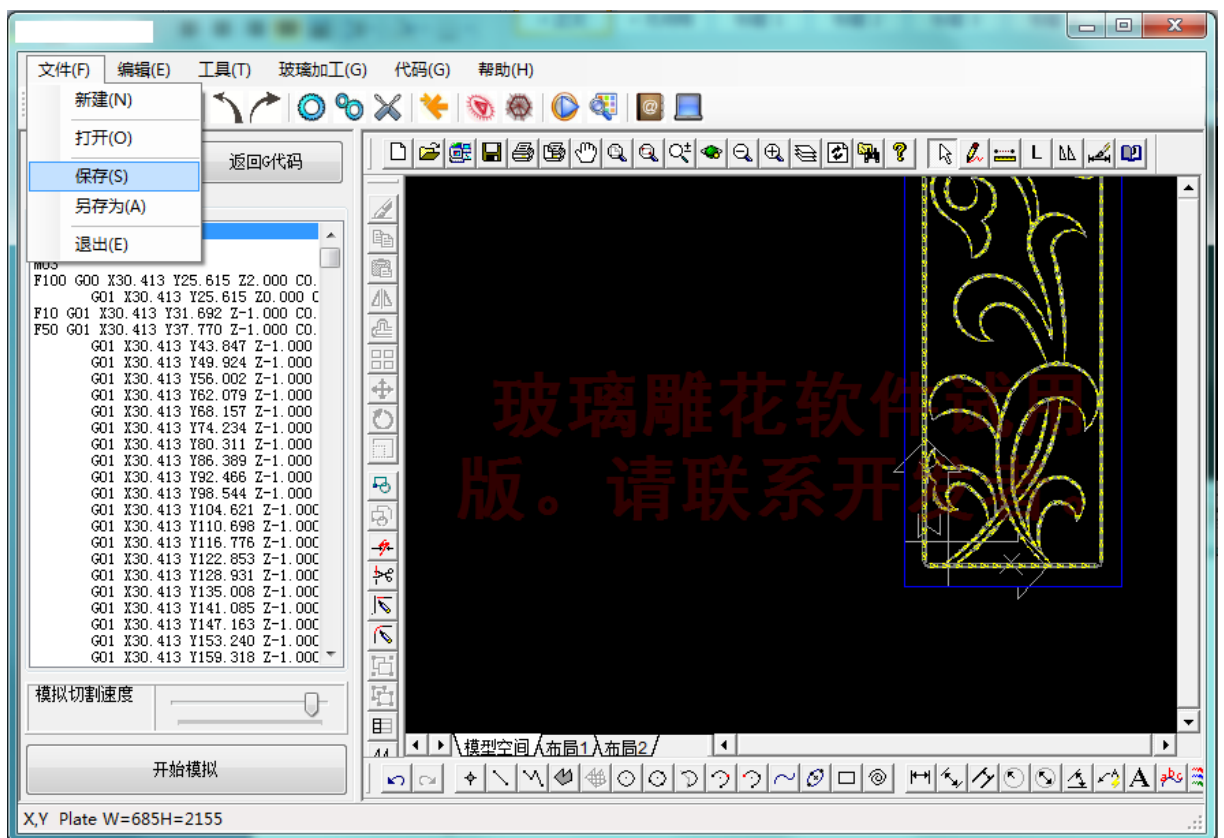 文件(F) 编辑(E) 工具(T) 玻璃加工(G) 代码(G) 帮助(H)
新建(N)
打开(O)
保存(S)
另存为(A)
退出(E)
返回G代码
M03
F100 G00 X30.413 Y25.615 Z2.000 C0.
G01 X30.413 Y25.615 Z0.000 C
F10 G01 X30.413 Y31.692 Z-1.000 C0.
F50 G01 X30.413 Y37.770 Z-1.000 C0.
G01 X30.413 Y43.847 Z-1.000
G01 X30.413 Y49.924 Z-1.000
G01 X30.413 Y56.002 Z-1.000
G01 X30.413 Y62.079 Z-1.000
G01 X30.413 Y68.157 Z-1.000
G01 X30.413 Y74.234 Z-1.000
G01 X30.413 Y80.311 Z-1.000
G01 X30.413 Y86.389 Z-1.000
G01 X30.413 Y92.466 Z-1.000
G01 X30.413 Y98.544 Z-1.000
G01 X30.413 Y104.621 Z-1.000
G01 X30.413 Y110.698 Z-1.000
G01 X30.413 Y116.776 Z-1.000
G01 X30.413 Y122.853 Z-1.000
G01 X30.413 Y128.931 Z-1.000
G01 X30.413 Y135.008 Z-1.000
G01 X30.413 Y141.085 Z-1.000
G01 X30.413 Y147.163 Z-1.000
G01 X30.413 Y153.240 Z-1.000
G01 X30.413 Y159.318 Z-1.000
玻璃雕花软件试用
版。请联系开发
模拟切割速度
开始模拟
模型空间 布局1 布局2
X,Y Plate W=685H=2155